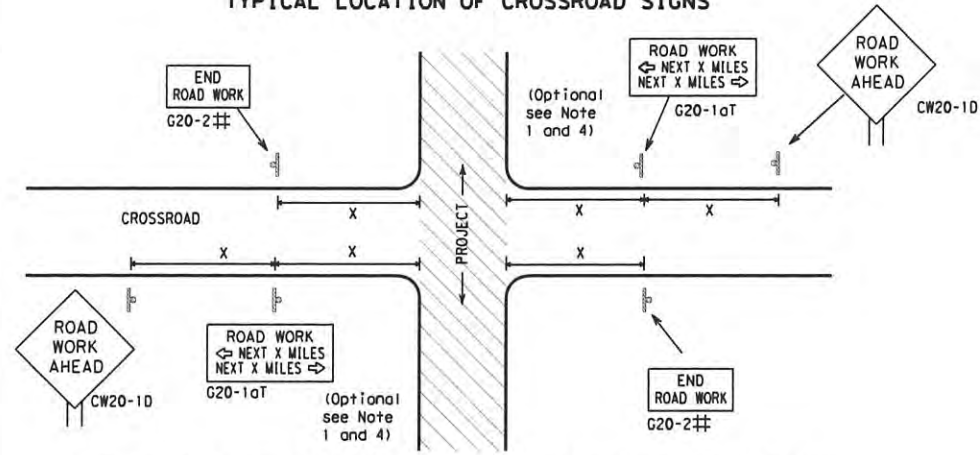 TYPICAL LOCATION OF CROSSROAD SIGNS
END
ROAD WORK
G20-2#
(Optional
see Note
1 and 4)
ROAD WORK
⇦ NEXT X MILES
NEXT X MILES ⇨
G20-1aT
ROAD
WORK
AHEAD
CW20-1D
CROSSROAD
X
X
X
X
X
X
PROJECT
ROAD
WORK
AHEAD
CW20-1D
ROAD WORK
⇦ NEXT X MILES
NEXT X MILES ⇨
G20-1aT
(Optional
see Note
1 and 4)
END
ROAD WORK
G20-2#